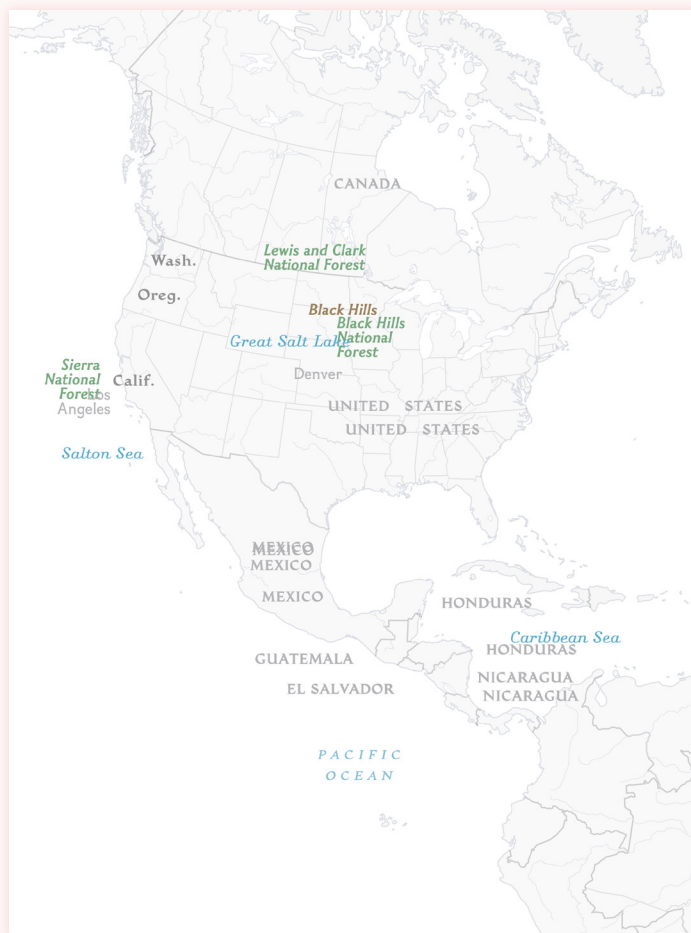 CANADA
Lewis and Clark
National Forest
Wash.
Oreg.
Black Hills
Black Hills
National
Forest
Great Salt Lake
Sierra
National
Forest
Calif.
Los
Angeles
Denver
UNITED STATES
UNITED STATES
Salton Sea
MEXICO
MEXICO
MEXICO
MEXICO
HONDURAS
Caribbean Sea
HONDURAS
GUATEMALA
NICARAGUA
EL SALVADOR
NICARAGUA
PACIFIC
OCEAN